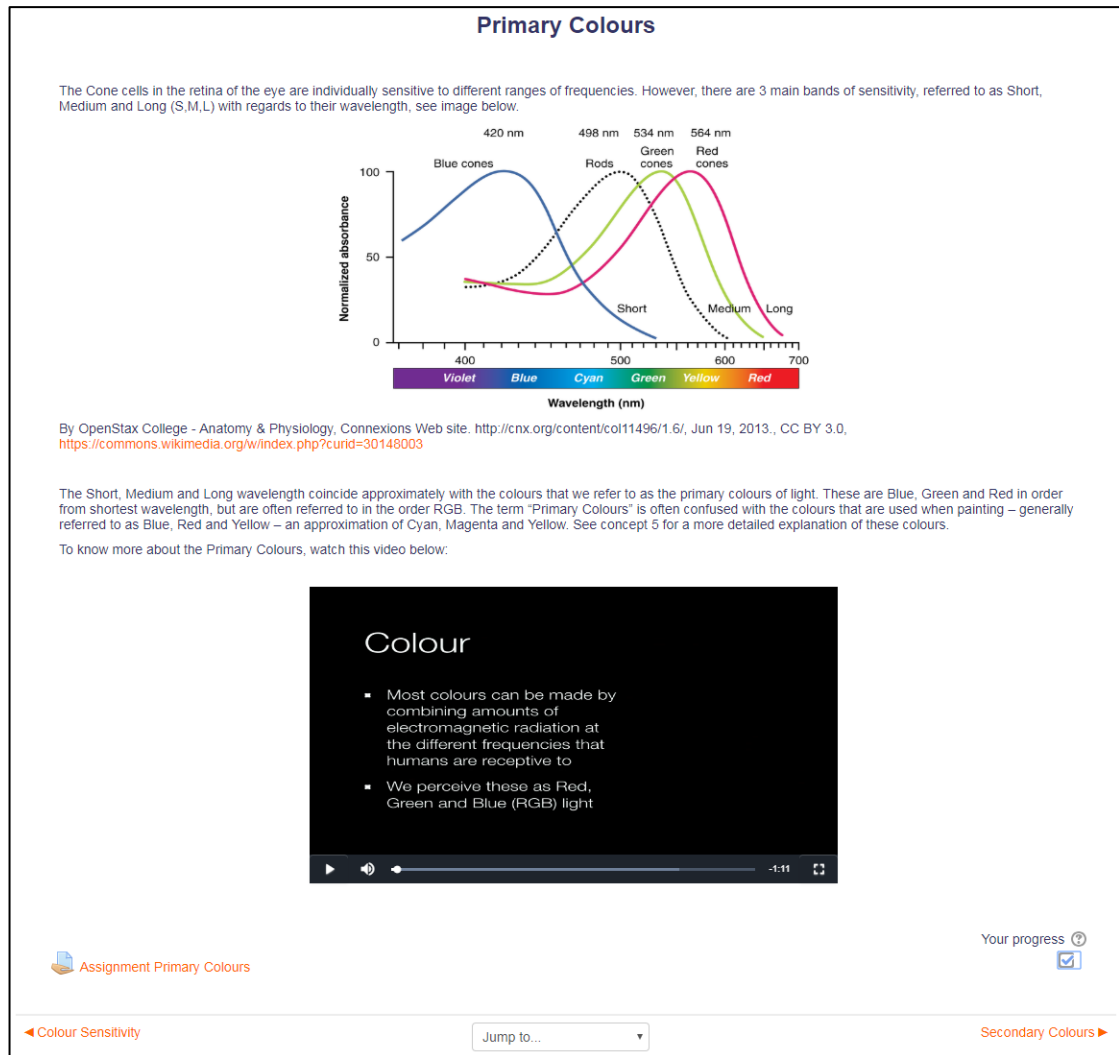 Primary Colours
The Cone cells in the retina of the eye are individually sensitive to different ranges of frequencies. However, there are 3 main bands of sensitivity, referred to as Short,
Medium and Long (S,M,L) with regards to their wavelength, see image below.
420 nm 498 nm 534 nm 564 nm
Blue cones Rods Green cones Red cones
100
Normalized absorbance
50
Short Medium Long
0
400 500 600 700
Violet Blue Cyan Green Yellow Red
Wavelength (nm)
By OpenStax College - Anatomy & Physiology, Connexions Web site. http://cnx.org/content/col11496/1.6/, Jun 19, 2013., CC BY 3.0,
https://commons.wikimedia.org/w/index.php?curid=30148003
The Short, Medium and Long wavelength coincide approximately with the colours that we refer to as the primary colours of light. These are Blue, Green and Red in order
from shortest wavelength, but are often referred to in the order RGB. The term “Primary Colours” is often confused with the colours that are used when painting – generally
referred to as Blue, Red and Yellow – an approximation of Cyan, Magenta and Yellow. See concept 5 for a more detailed explanation of these colours.
To know more about the Primary Colours, watch this video below:
Colour
▪ Most colours can be made by
combining amounts of
electromagnetic radiation at
the different frequencies that
humans are receptive to
▪ We perceive these as Red,
Green and Blue (RGB) light
-1:11
Your progress ?
Assignment Primary Colours
◄ Colour Sensitivity
Jump to...
Secondary Colours ►